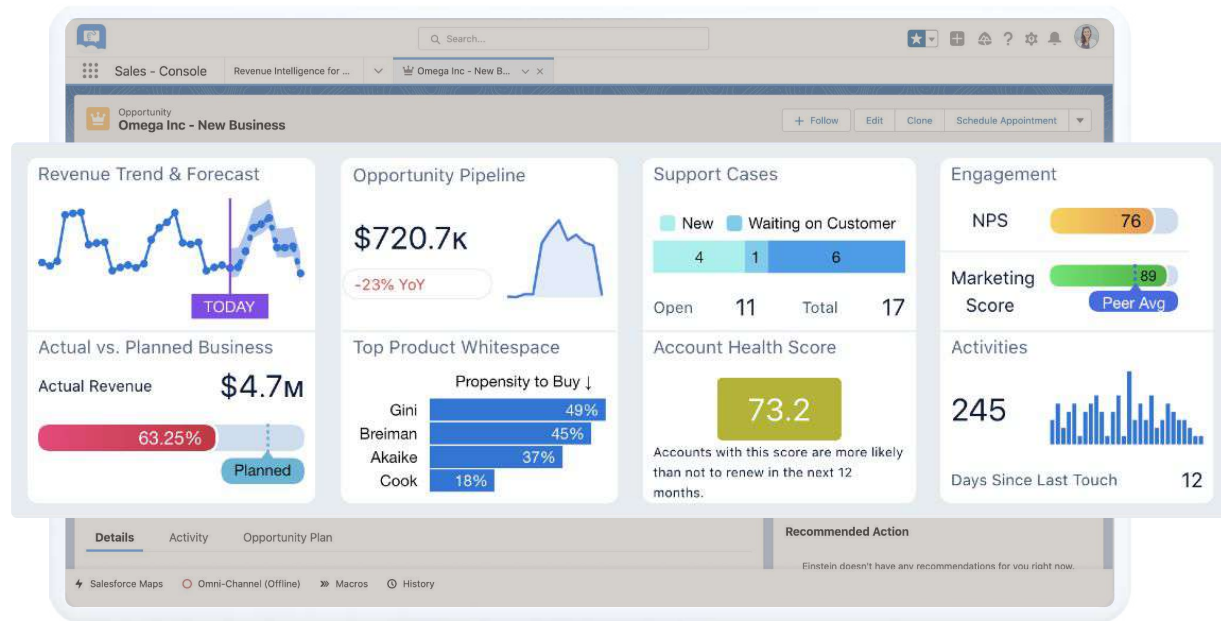 Search...
Sales - Console
Revenue Intelligence for ...
Omega Inc - New B...
Opportunity
Omega Inc - New Business
Follow
Edit
Clone
Schedule Appointment
Revenue Trend & Forecast
TODAY
Opportunity Pipeline
$720.7K
-23% YoY
Support Cases
New
Waiting on Customer
4
1
6
Open 11
Total 17
Engagement
NPS
76
Marketing
Score
89
Peer Avg
Actual vs. Planned Business
Actual Revenue
$4.7M
63.25%
Planned
Top Product Whitespace
Propensity to Buy ↓
Gini 49%
Breiman 45%
Akaike 37%
Cook 18%
Account Health Score
73.2
Accounts with this score are more likely
than not to renew in the next 12
months.
Activities
245
Days Since Last Touch 12
Details
Activity
Opportunity Plan
Recommended Action
Einstein doesn't have any recommendations for you right now.
Salesforce Maps
Omni-Channel (Offline)
Macros
History